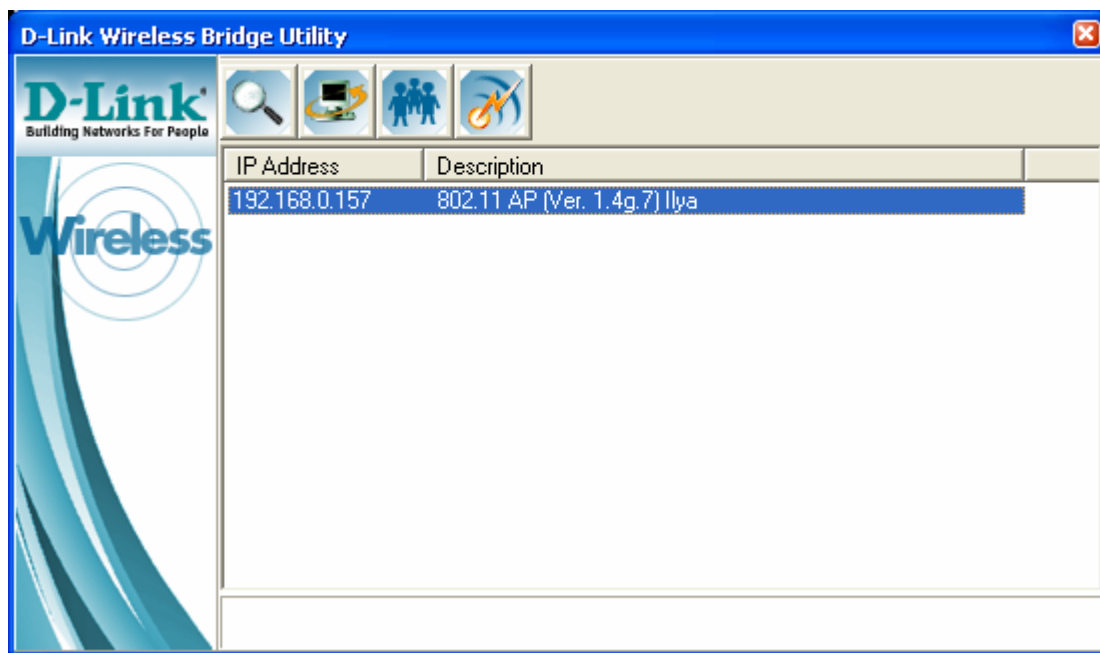 D-Link Wireless Bridge Utility
D-Link
Building Networks For People
Wireless
IP Address Description
192.168.0.157 802.11 AP (Ver. 1.4g.7) Ilya